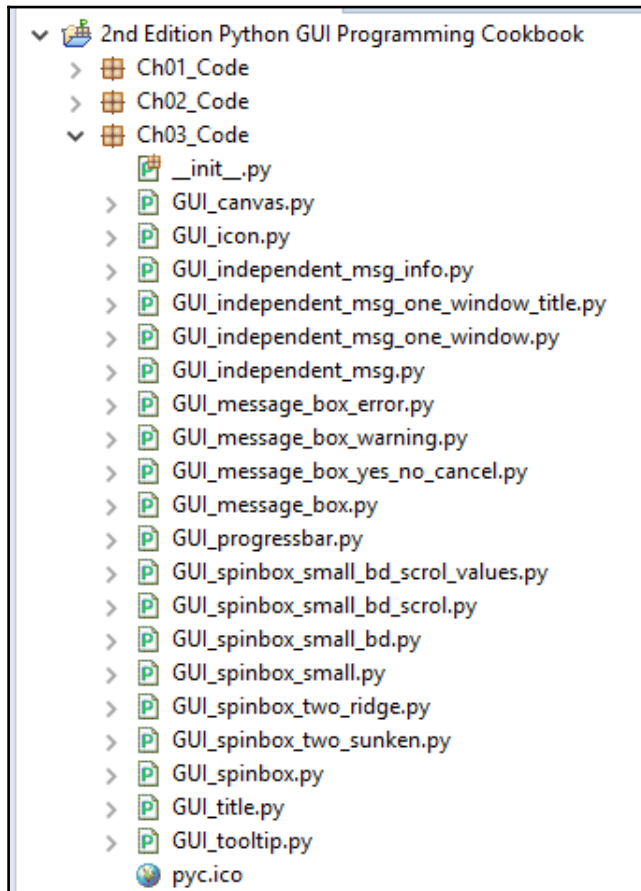 2nd Edition Python GUI Programming Cookbook
Ch01_Code
Ch02_Code
Ch03_Code
__init__.py
GUI_canvas.py
GUI_icon.py
GUI_independent_msg_info.py
GUI_independent_msg_one_window_title.py
GUI_independent_msg_one_window.py
GUI_independent_msg.py
GUI_message_box_error.py
GUI_message_box_warning.py
GUI_message_box_yes_no_cancel.py
GUI_message_box.py
GUI_progressbar.py
GUI_spinbox_small_bd_scrol_values.py
GUI_spinbox_small_bd_scrol.py
GUI_spinbox_small_bd.py
GUI_spinbox_small.py
GUI_spinbox_two_ridge.py
GUI_spinbox_two_sunken.py
GUI_spinbox.py
GUI_title.py
GUI_tooltip.py
pyc.ico